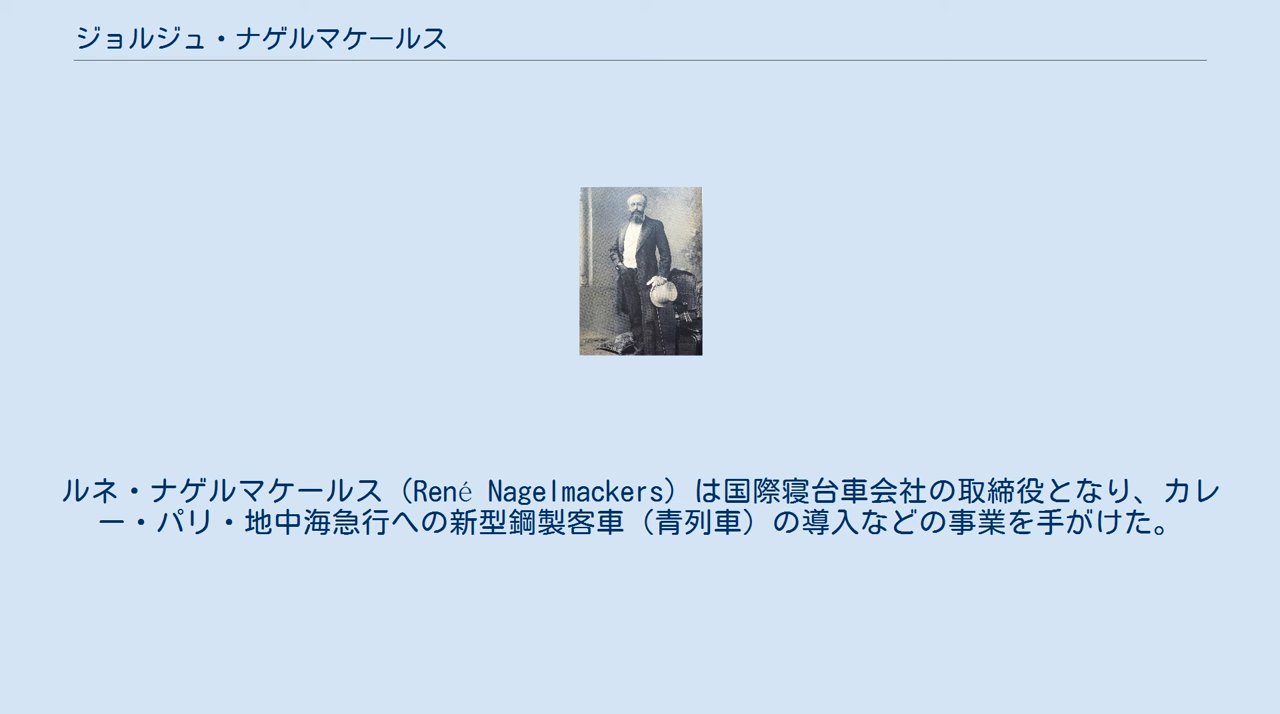 ジョルジュ・ナゲルマケールス
ルネ・ナゲルマケールス（René Nagelmackers）は国際寝台車会社の取締役となり、カレ
ー・パリ・地中海急行への新型鋼製客車（青列車）の導入などの事業を手がけた。